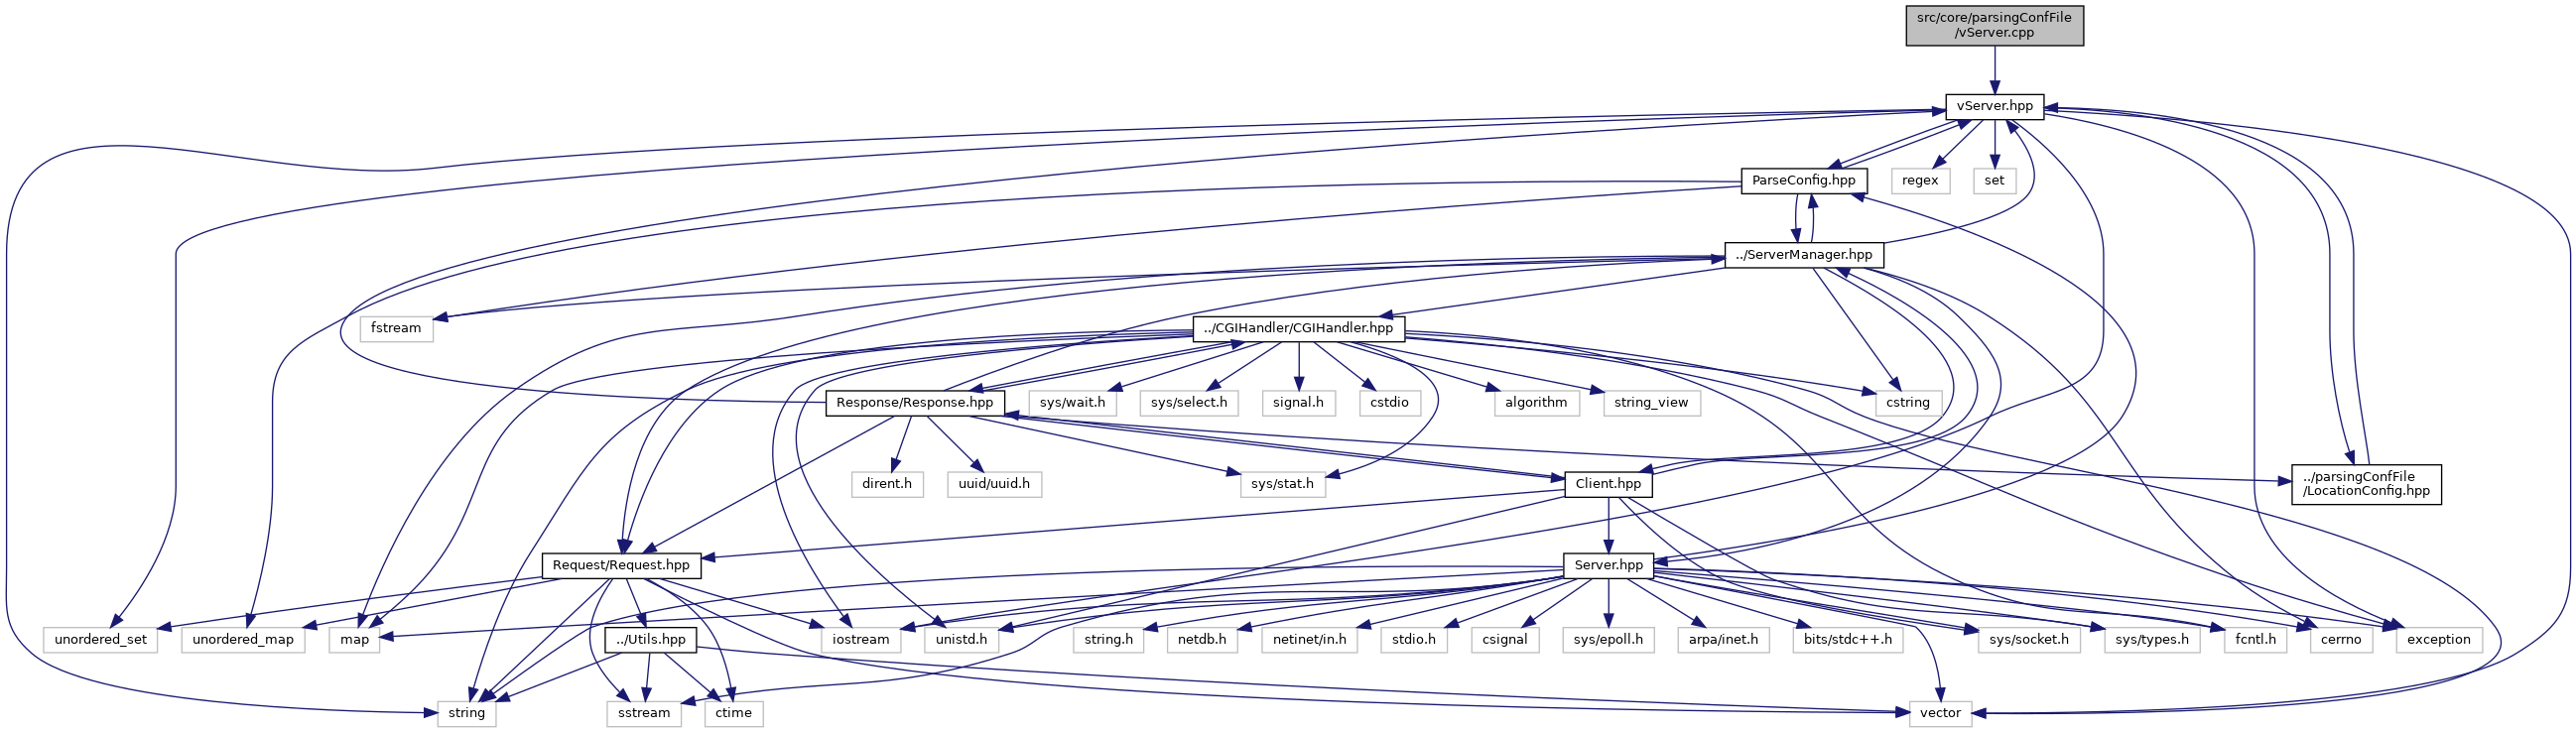 src/core/parsingConfFile
/vServer.cpp
vServer.hpp
ParseConfig.hpp
regex
set
../ServerManager.hpp
fstream
../CGIHandler/CGIHandler.hpp
Response/Response.hpp
sys/wait.h
sys/select.h
signal.h
cstdio
algorithm
string_view
cstring
dirent.h
uuid/uuid.h
sys/stat.h
Client.hpp
../parsingConfFile
/LocationConfig.hpp
Request/Request.hpp
Server.hpp
unordered_set
unordered_map
map
../Utils.hpp
iostream
unistd.h
string.h
netdb.h
netinet/in.h
stdio.h
csignal
sys/epoll.h
arpa/inet.h
bits/stdc++.h
sys/socket.h
sys/types.h
fcntl.h
cerrno
exception
string
sstream
ctime
vector